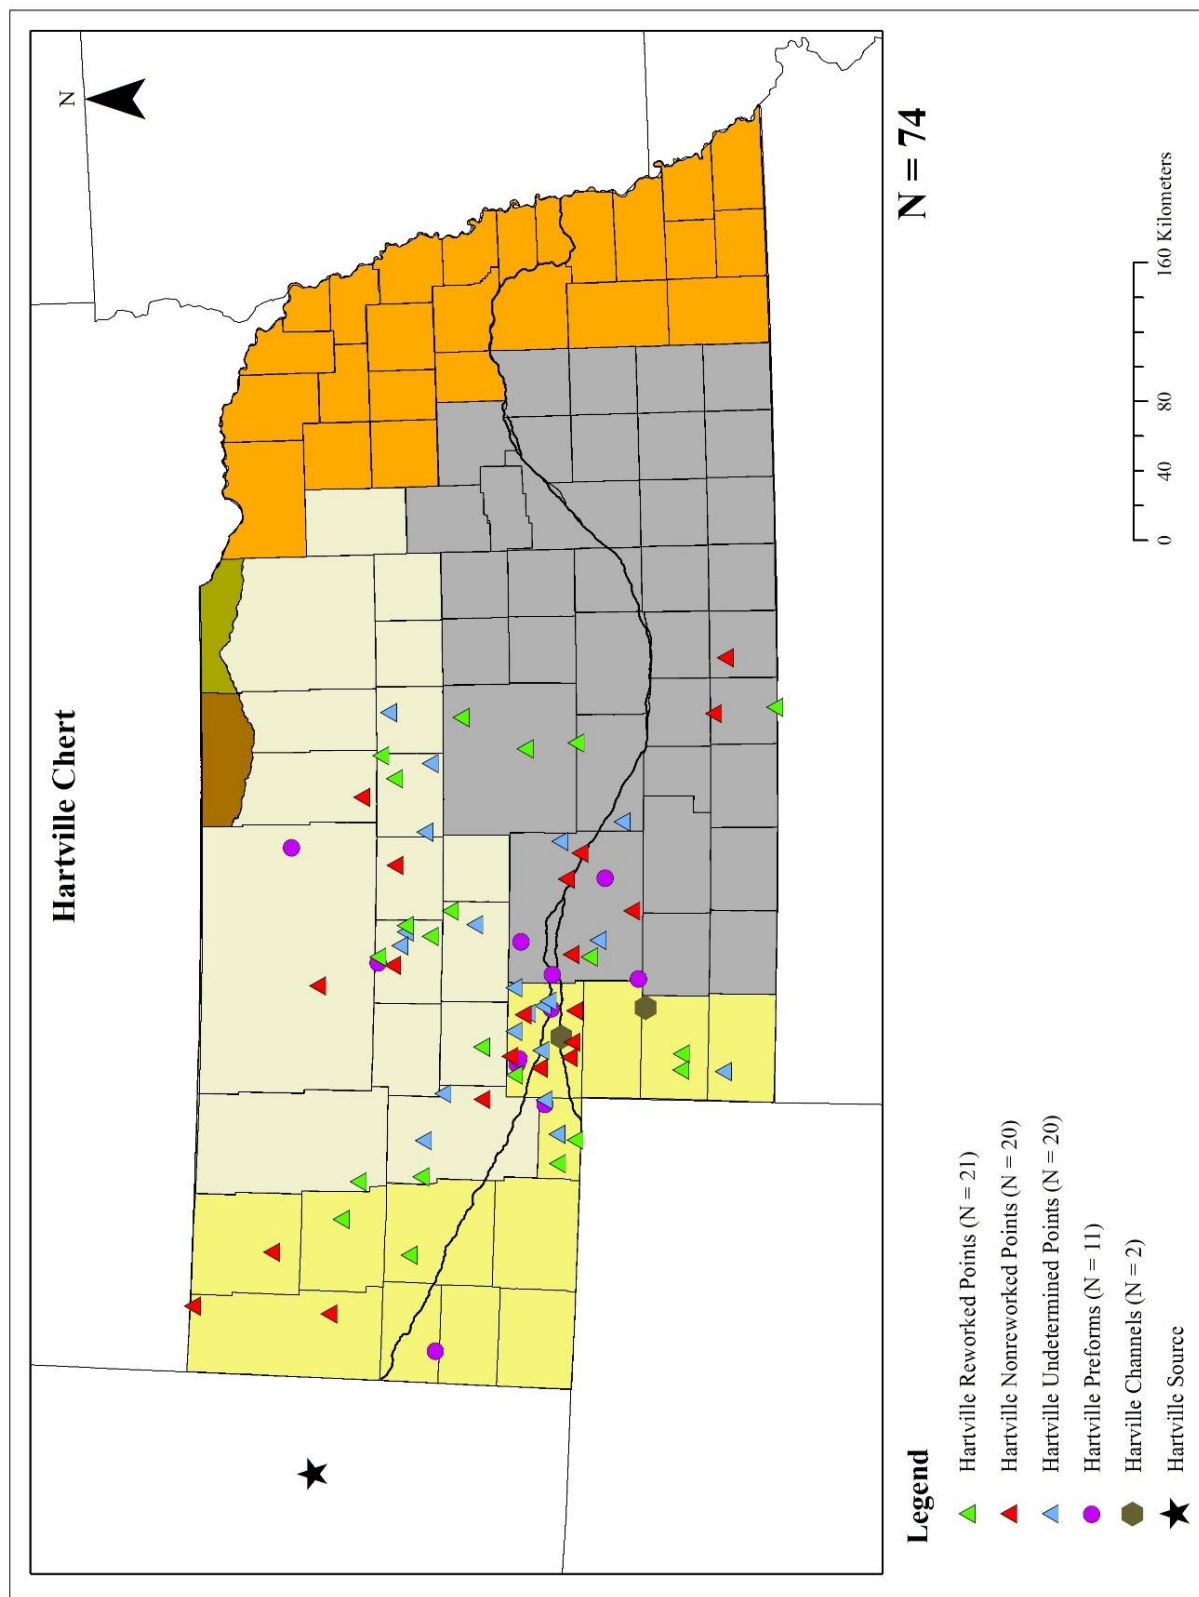 Hartville Chert
N
N = 74
Legend
Hartville Reworked Points (N = 21)
Hartville Nonreworked Points (N = 20)
Hartville Undetermined Points (N = 20)
Hartville Preforms (N = 11)
Harville Channels (N = 2)
Hartville Source
0 40 80 160 Kilometers